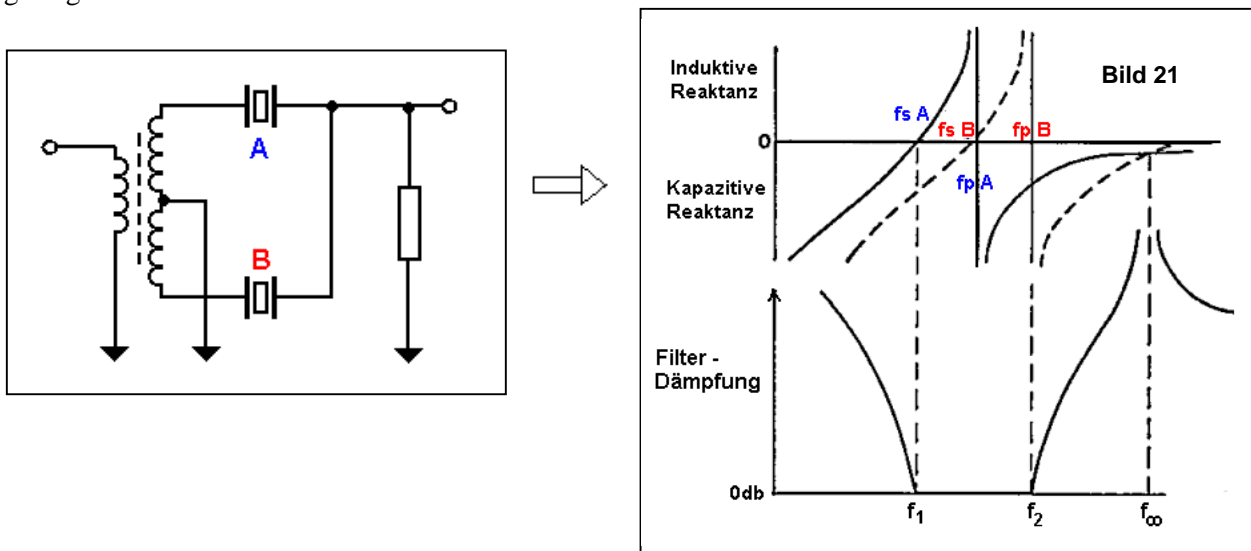 A
B
Bild 21
Induktive
Reaktanz
fs A
fs B
fp B
0
fp A
Kapazitive
Reaktanz
Filter -
Dämpfung
0db
f1
f2
f∞